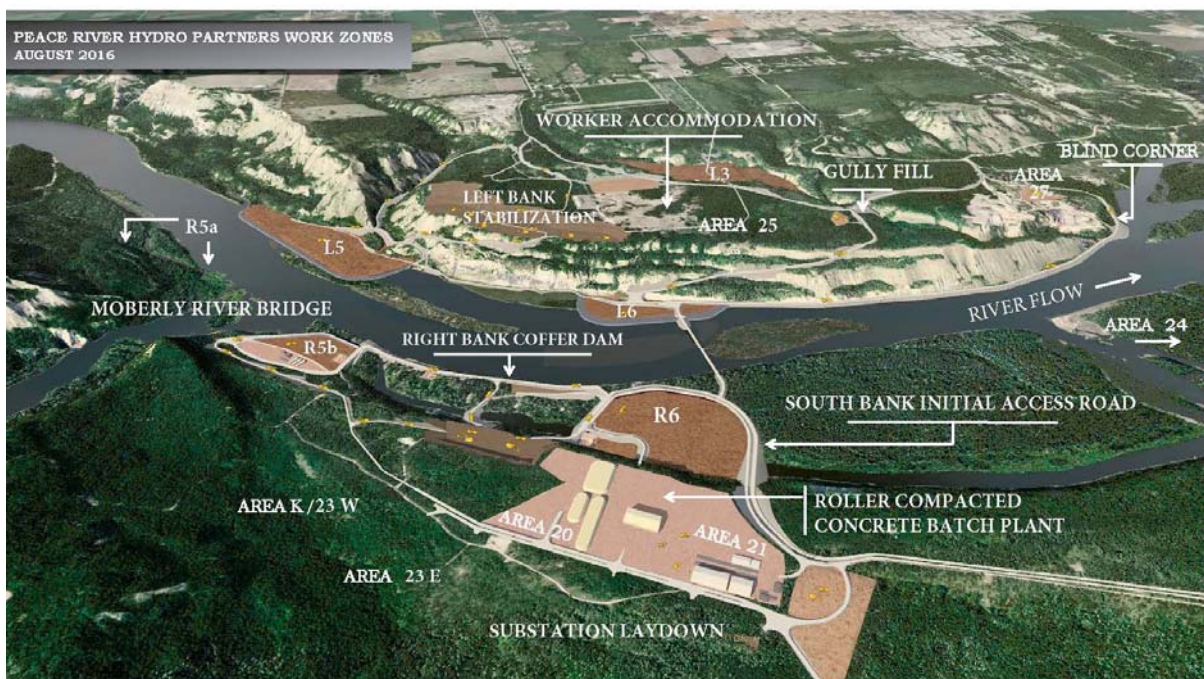 PEACE RIVER HYDRO PARTNERS WORK ZONES
AUGUST 2016
WORKER ACCOMMODATION
L3
GULLY FILL
BLIND CORNER
AREA
27
LEFT BANK
STABILIZATION
AREA 25
R5a
L5
L6
RIVER FLOW
MOBERLY RIVER BRIDGE
R5b
RIGHT BANK COFFER DAM
AREA 24
R6
SOUTH BANK INITIAL ACCESS ROAD
AREA K /23 W
AREA 20
AREA 21
ROLLER COMPACTED
CONCRETE BATCH PLANT
AREA 23 E
SUBSTATION LAYDOWN